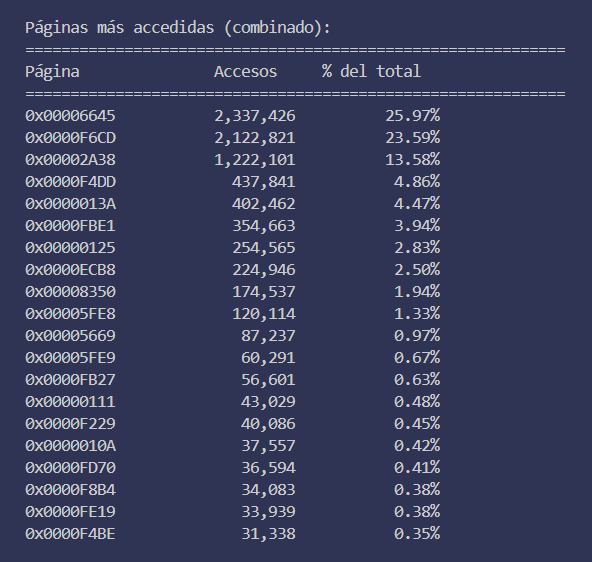 Páginas más accedidas (combinado):
============================================================
Página Accesos % del total
============================================================
0x00006645 2,337,426 25.97%
0x0000F6CD 2,122,821 23.59%
0x00002A38 1,222,101 13.58%
0x0000F4DD 437,841 4.86%
0x0000013A 402,462 4.47%
0x0000FBE1 354,663 3.94%
0x00000125 254,565 2.83%
0x0000ECB8 224,946 2.50%
0x00008350 174,537 1.94%
0x00005FE8 120,114 1.33%
0x00005669 87,237 0.97%
0x00005FE9 60,291 0.67%
0x0000FB27 56,601 0.63%
0x00000111 43,029 0.48%
0x0000F229 40,086 0.45%
0x0000010A 37,557 0.42%
0x0000FD70 36,594 0.41%
0x0000F8B4 34,083 0.38%
0x0000FE19 33,939 0.38%
0x0000F4BE 31,338 0.35%